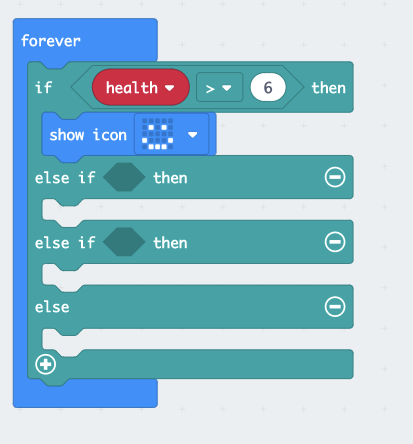 forever
if health > 6 then
show icon
else if then
else if then
else